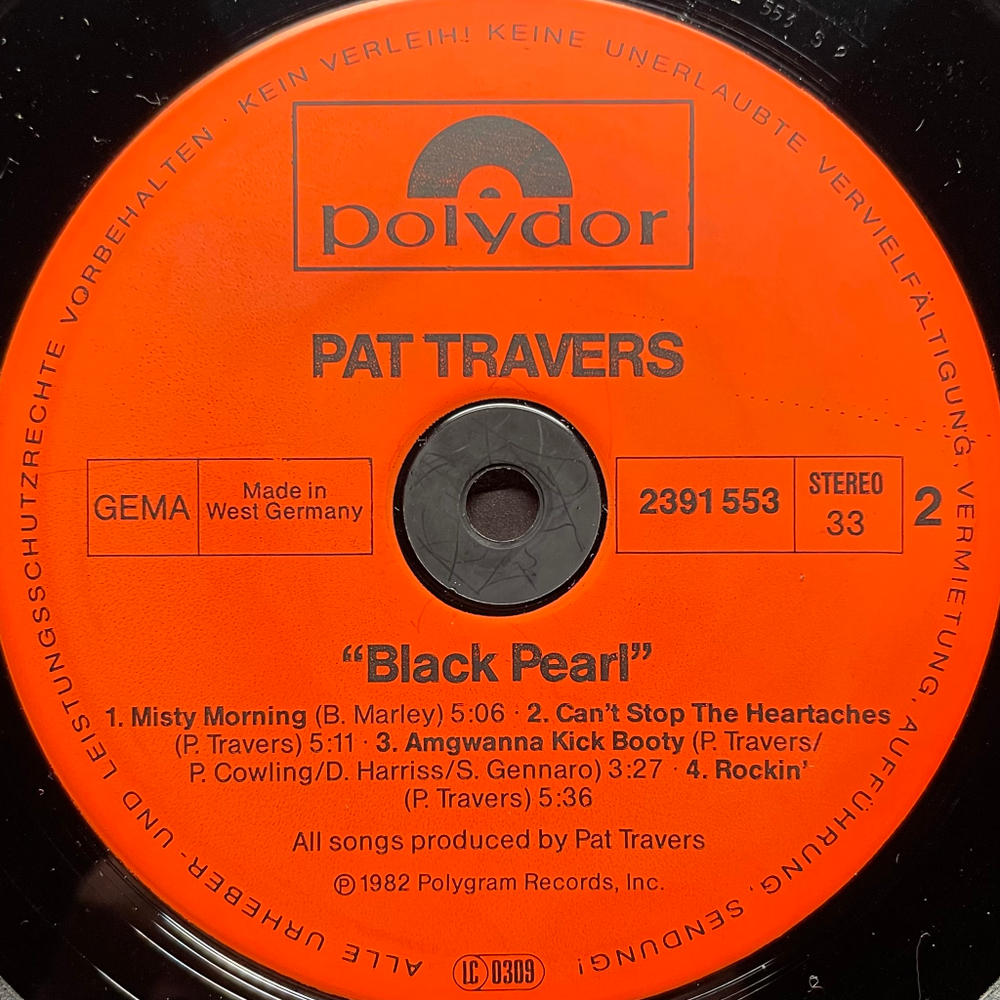 ALLE URHEBER- UND LEISTUNGSSCHUTZRECHTE VORBEHALTEN · KEIN VERLEIH! KEINE UNERLAUBTE VERVIELFÄLTIGUNG, VERMIETUNG, AUFFÜHRUNG, SENDUNG!
polydor
PAT TRAVERS
GEMA
Made in
West Germany
2391 553
STEREO
33
2
“Black Pearl”
1. Misty Morning (B. Marley) 5:06 · 2. Can't Stop The Heartaches
(P. Travers) 5:11 · 3. Amgwanna Kick Booty (P. Travers/
P. Cowling/D. Harriss/S. Gennaro) 3:27 · 4. Rockin'
(P. Travers) 5:36
All songs produced by Pat Travers
℗ 1982 Polygram Records, Inc.
LC 0309